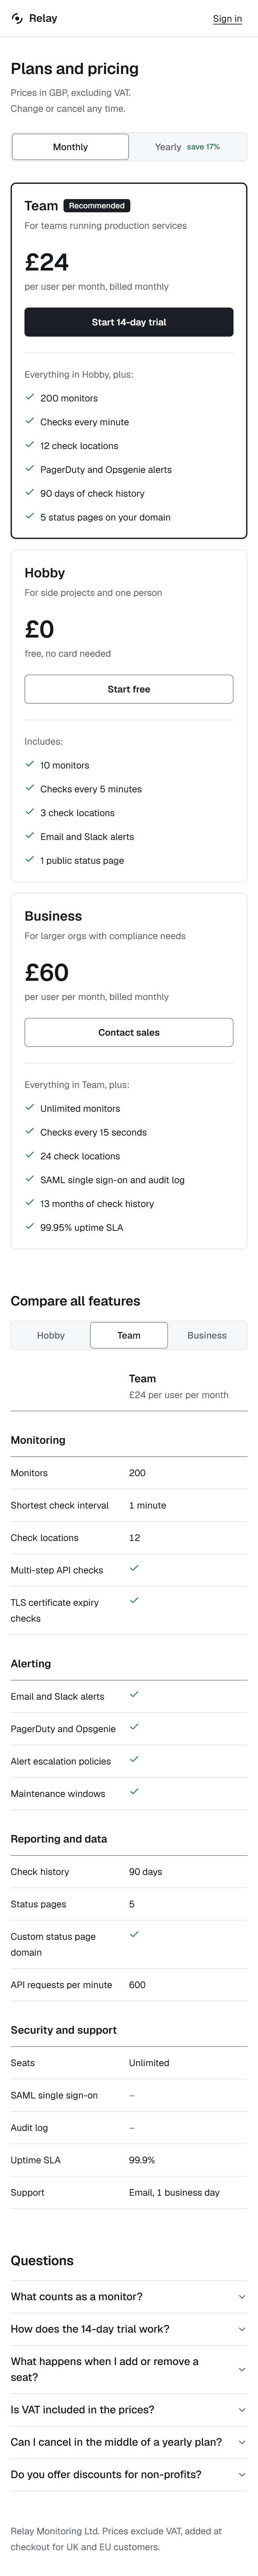 Relay
Sign in
Plans and pricing
Prices in GBP, excluding VAT.
Change or cancel any time.
Monthly
Yearly save 17%
Team Recommended
For teams running production services
£24
per user per month, billed monthly
Start 14-day trial
Everything in Hobby, plus:
200 monitors
Checks every minute
12 check locations
PagerDuty and Opsgenie alerts
90 days of check history
5 status pages on your domain
Hobby
For side projects and one person
£0
free, no card needed
Start free
Includes:
10 monitors
Checks every 5 minutes
3 check locations
Email and Slack alerts
1 public status page
Business
For larger orgs with compliance needs
£60
per user per month, billed monthly
Contact sales
Everything in Team, plus:
Unlimited monitors
Checks every 15 seconds
24 check locations
SAML single sign-on and audit log
13 months of check history
99.95% uptime SLA
Compare all features
Hobby
Team
Business
Team
£24 per user per month
Monitoring
Monitors 200
Shortest check interval 1 minute
Check locations 12
Multi-step API checks
TLS certificate expiry
checks
Alerting
Email and Slack alerts
PagerDuty and Opsgenie
Alert escalation policies
Maintenance windows
Reporting and data
Check history 90 days
Status pages 5
Custom status page
domain
API requests per minute 600
Security and support
Seats Unlimited
SAML single sign-on –
Audit log –
Uptime SLA 99.9%
Support Email, 1 business day
Questions
What counts as a monitor?
How does the 14-day trial work?
What happens when I add or remove a
seat?
Is VAT included in the prices?
Can I cancel in the middle of a yearly plan?
Do you offer discounts for non-profits?
Relay Monitoring Ltd. Prices exclude VAT, added at
checkout for UK and EU customers.